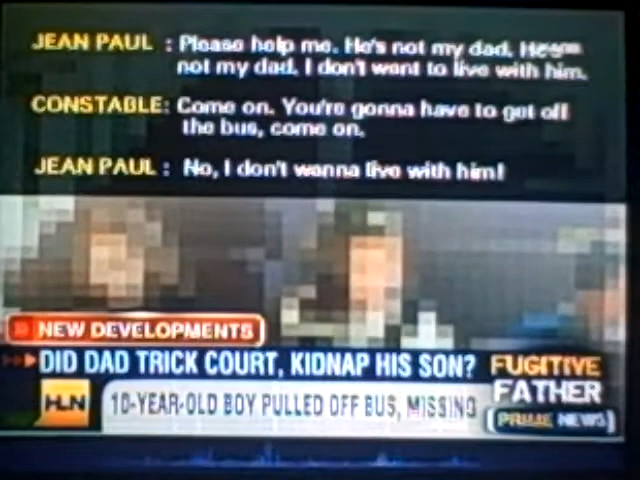 JEAN PAUL : Please help me. He's not my dad. He's
not my dad. I don't want to live with him.
CONSTABLE: Come on. You're gonna have to get off
the bus, come on.
JEAN PAUL : No, I don't wanna live with him!
NEW DEVELOPMENTS
DID DAD TRICK COURT, KIDNAP HIS SON?
FUGITIVE
FATHER
HLN
10-YEAR-OLD BOY PULLED OFF BUS, MISSING
PRIME NEWS